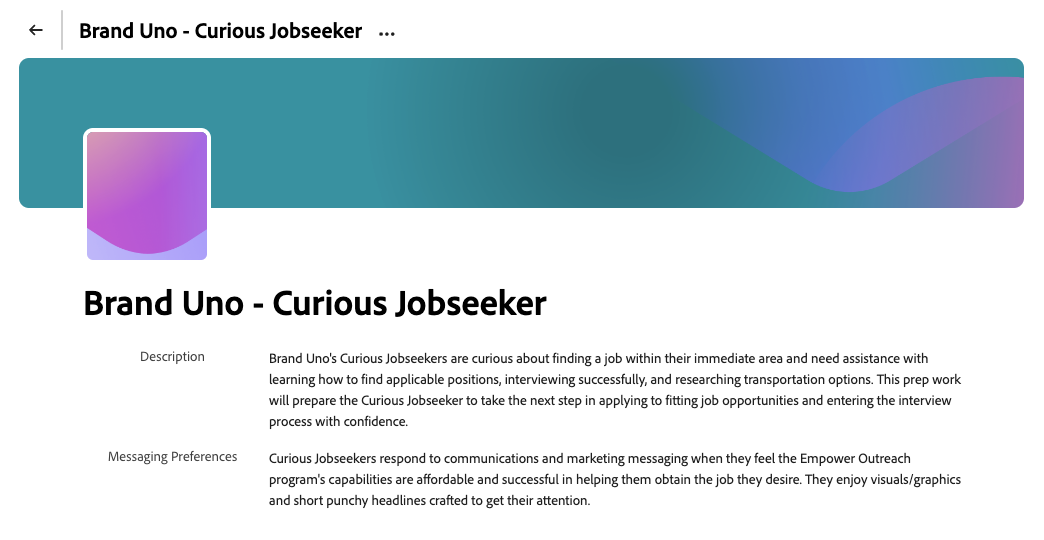 Brand Uno - Curious Jobseeker ...
Brand Uno - Curious Jobseeker
Description
Brand Uno's Curious Jobseekers are curious about finding a job within their immediate area and need assistance with
learning how to find applicable positions, interviewing successfully, and researching transportation options. This prep work
will prepare the Curious Jobseeker to take the next step in applying to fitting job opportunities and entering the interview
process with confidence.
Messaging Preferences
Curious Jobseekers respond to communications and marketing messaging when they feel the Empower Outreach
program's capabilities are affordable and successful in helping them obtain the job they desire. They enjoy visuals/graphics
and short punchy headlines crafted to get their attention.